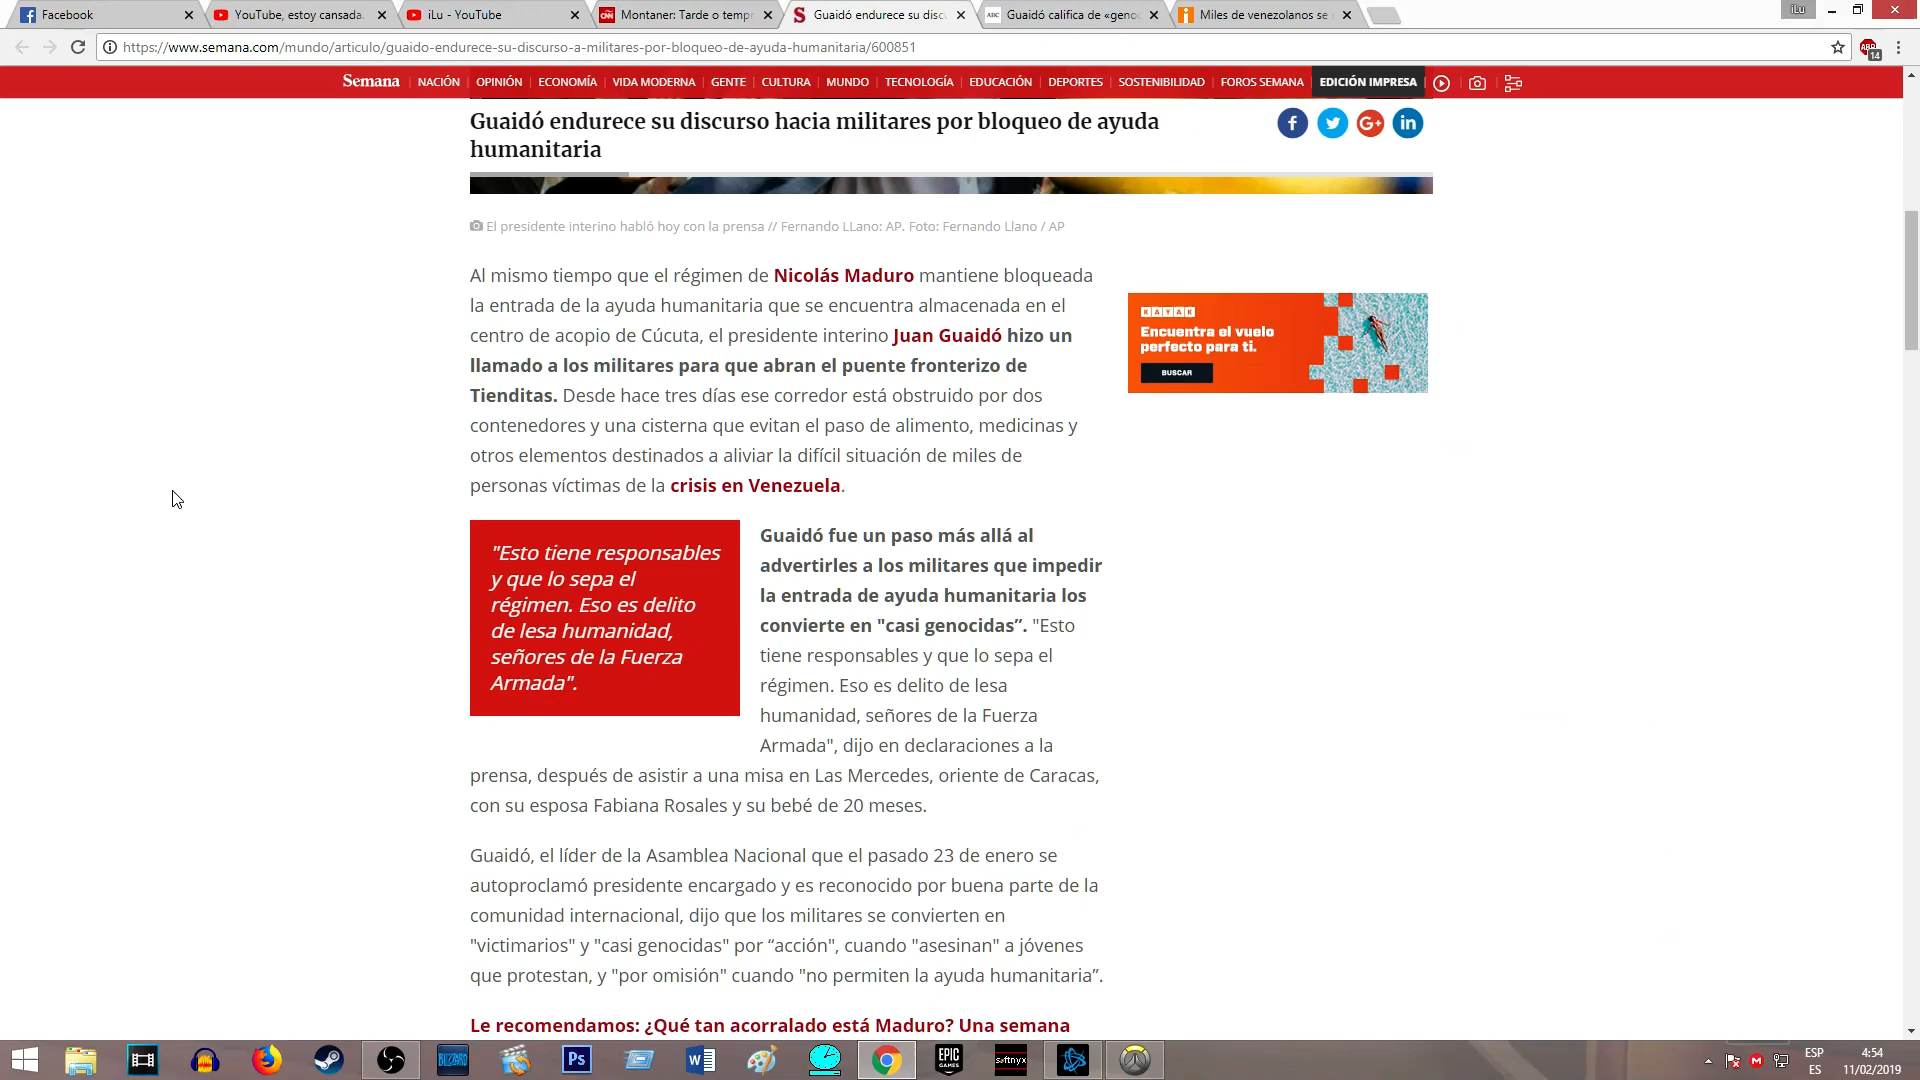 Facebook
YouTube, estoy cansada.
iLu - YouTube
Montaner: Tarde o tempr
Guaidó endurece su discu
Guaidó califica de «geno
Miles de venezolanos se
iLu
https://www.semana.com/mundo/articulo/guaido-endurece-su-discurso-a-militares-por-bloqueo-de-ayuda-humanitaria/600851
ABP
14
Semana NACIÓN OPINIÓN ECONOMÍA VIDA MODERNA GENTE CULTURA MUNDO TECNOLOGÍA EDUCACIÓN DEPORTES SOSTENIBILIDAD FOROS SEMANA EDICIÓN IMPRESA
Guaidó endurece su discurso hacia militares por bloqueo de ayuda
humanitaria
El presidente interino habló hoy con la prensa // Fernando LLano: AP. Foto: Fernando Llano / AP
Al mismo tiempo que el régimen de Nicolás Maduro mantiene bloqueada
la entrada de la ayuda humanitaria que se encuentra almacenada en el
centro de acopio de Cúcuta, el presidente interino Juan Guaidó hizo un
llamado a los militares para que abran el puente fronterizo de
Tienditas. Desde hace tres días ese corredor está obstruido por dos
contenedores y una cisterna que evitan el paso de alimento, medicinas y
otros elementos destinados a aliviar la difícil situación de miles de
personas víctimas de la crisis en Venezuela.
KAYAK
Encuentra el vuelo
perfecto para ti.
BUSCAR
"Esto tiene responsables
y que lo sepa el
régimen. Eso es delito
de lesa humanidad,
señores de la Fuerza
Armada".
Guaidó fue un paso más allá al
advertirles a los militares que impedir
la entrada de ayuda humanitaria los
convierte en "casi genocidas”. "Esto
tiene responsables y que lo sepa el
régimen. Eso es delito de lesa
humanidad, señores de la Fuerza
Armada", dijo en declaraciones a la
prensa, después de asistir a una misa en Las Mercedes, oriente de Caracas,
con su esposa Fabiana Rosales y su bebé de 20 meses.
Guaidó, el líder de la Asamblea Nacional que el pasado 23 de enero se
autoproclamó presidente encargado y es reconocido por buena parte de la
comunidad internacional, dijo que los militares se convierten en
"victimarios" y "casi genocidas" por “acción", cuando "asesinan" a jóvenes
que protestan, y "por omisión" cuando "no permiten la ayuda humanitaria”.
Le recomendamos: ¿Qué tan acorralado está Maduro? Una semana
BLIZZARD
Ps
EPIC
GAMES
softnyx
ESP
ES
4:54
11/02/2019